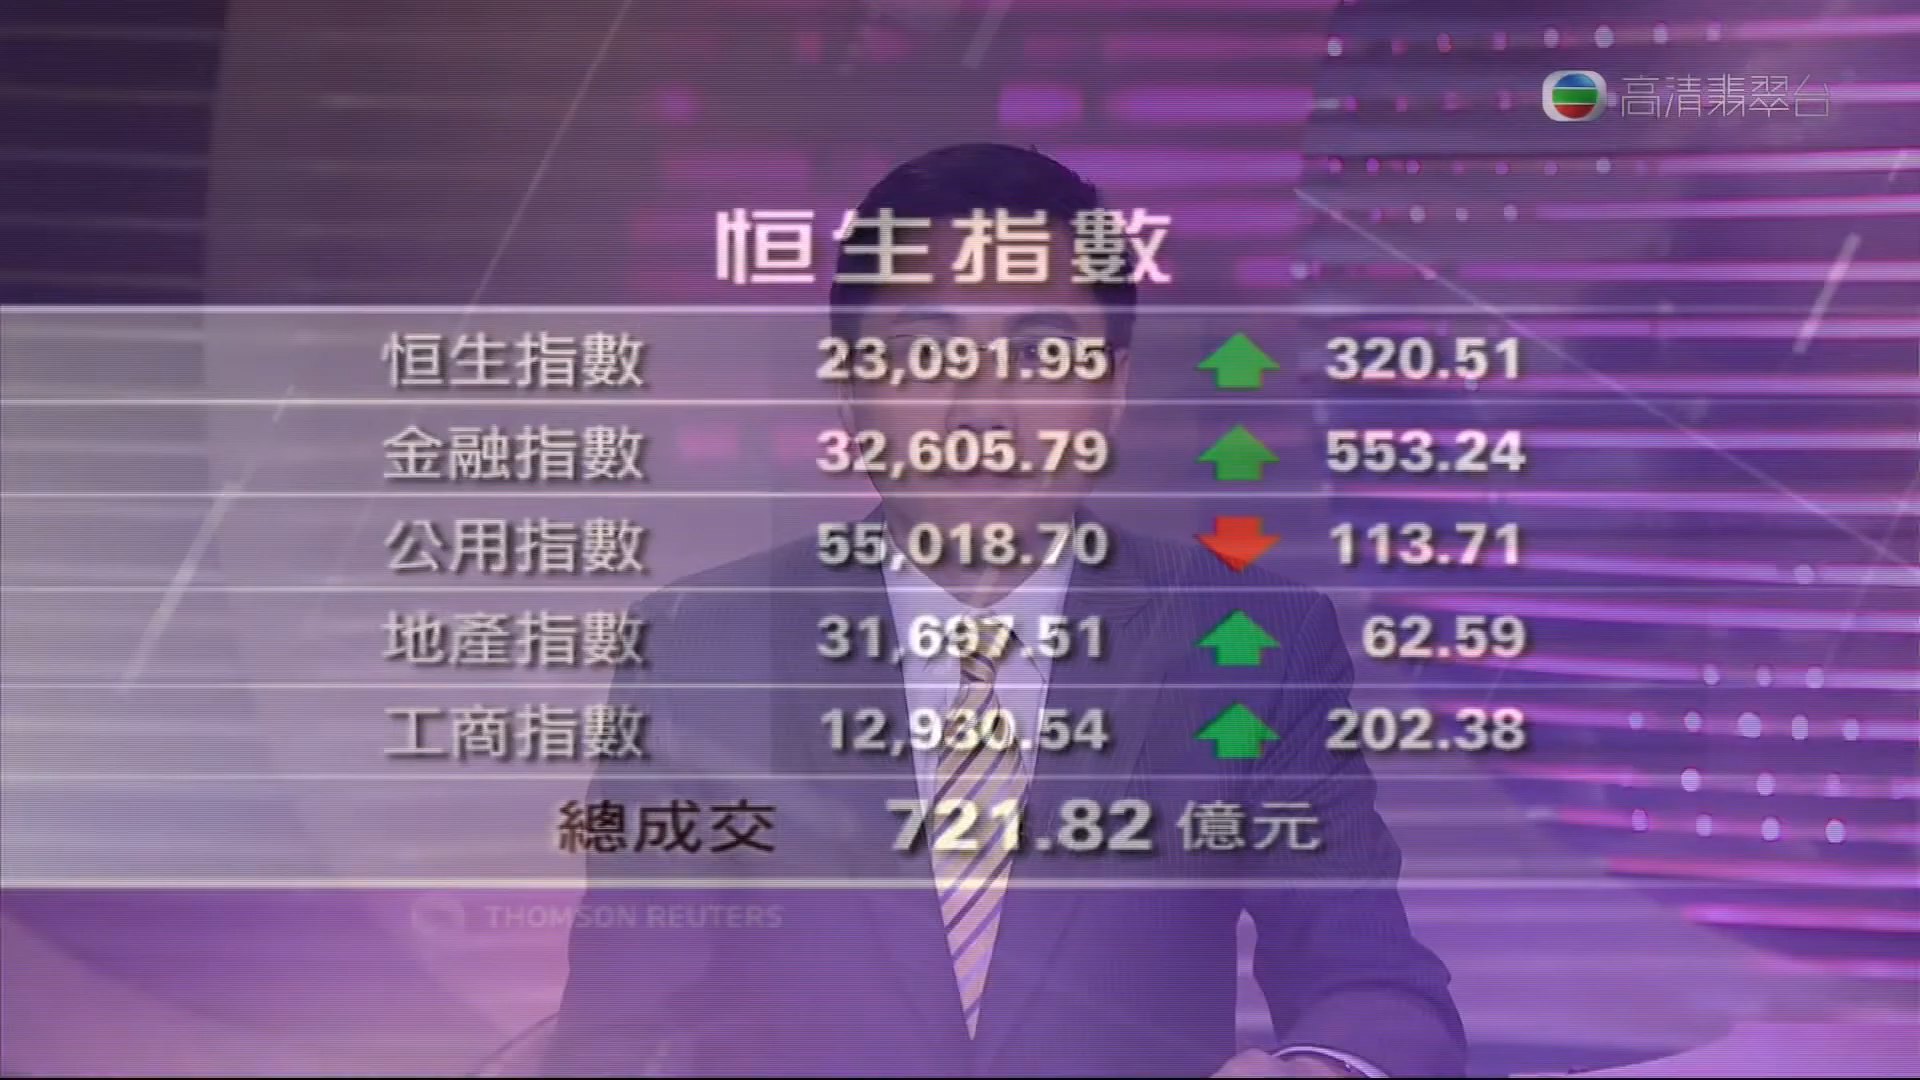 高清翡翠台
恒生指數
恒生指數 23,091.95 320.51
金融指數 32,605.79 553.24
公用指數 55,018.70 113.71
地產指數 31,697.51 62.59
工商指數 12,930.54 202.38
總成交 721.82 億元
THOMSON REUTERS